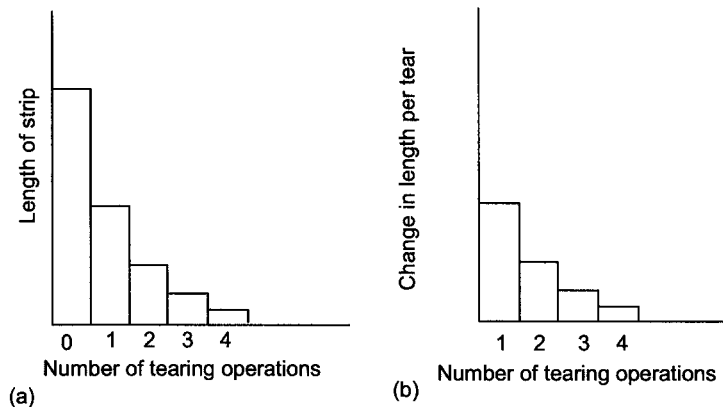 Length of strip
0 1 2 3 4
Number of tearing operations
(a)
Change in length per tear
1 2 3 4
Number of tearing operations
(b)